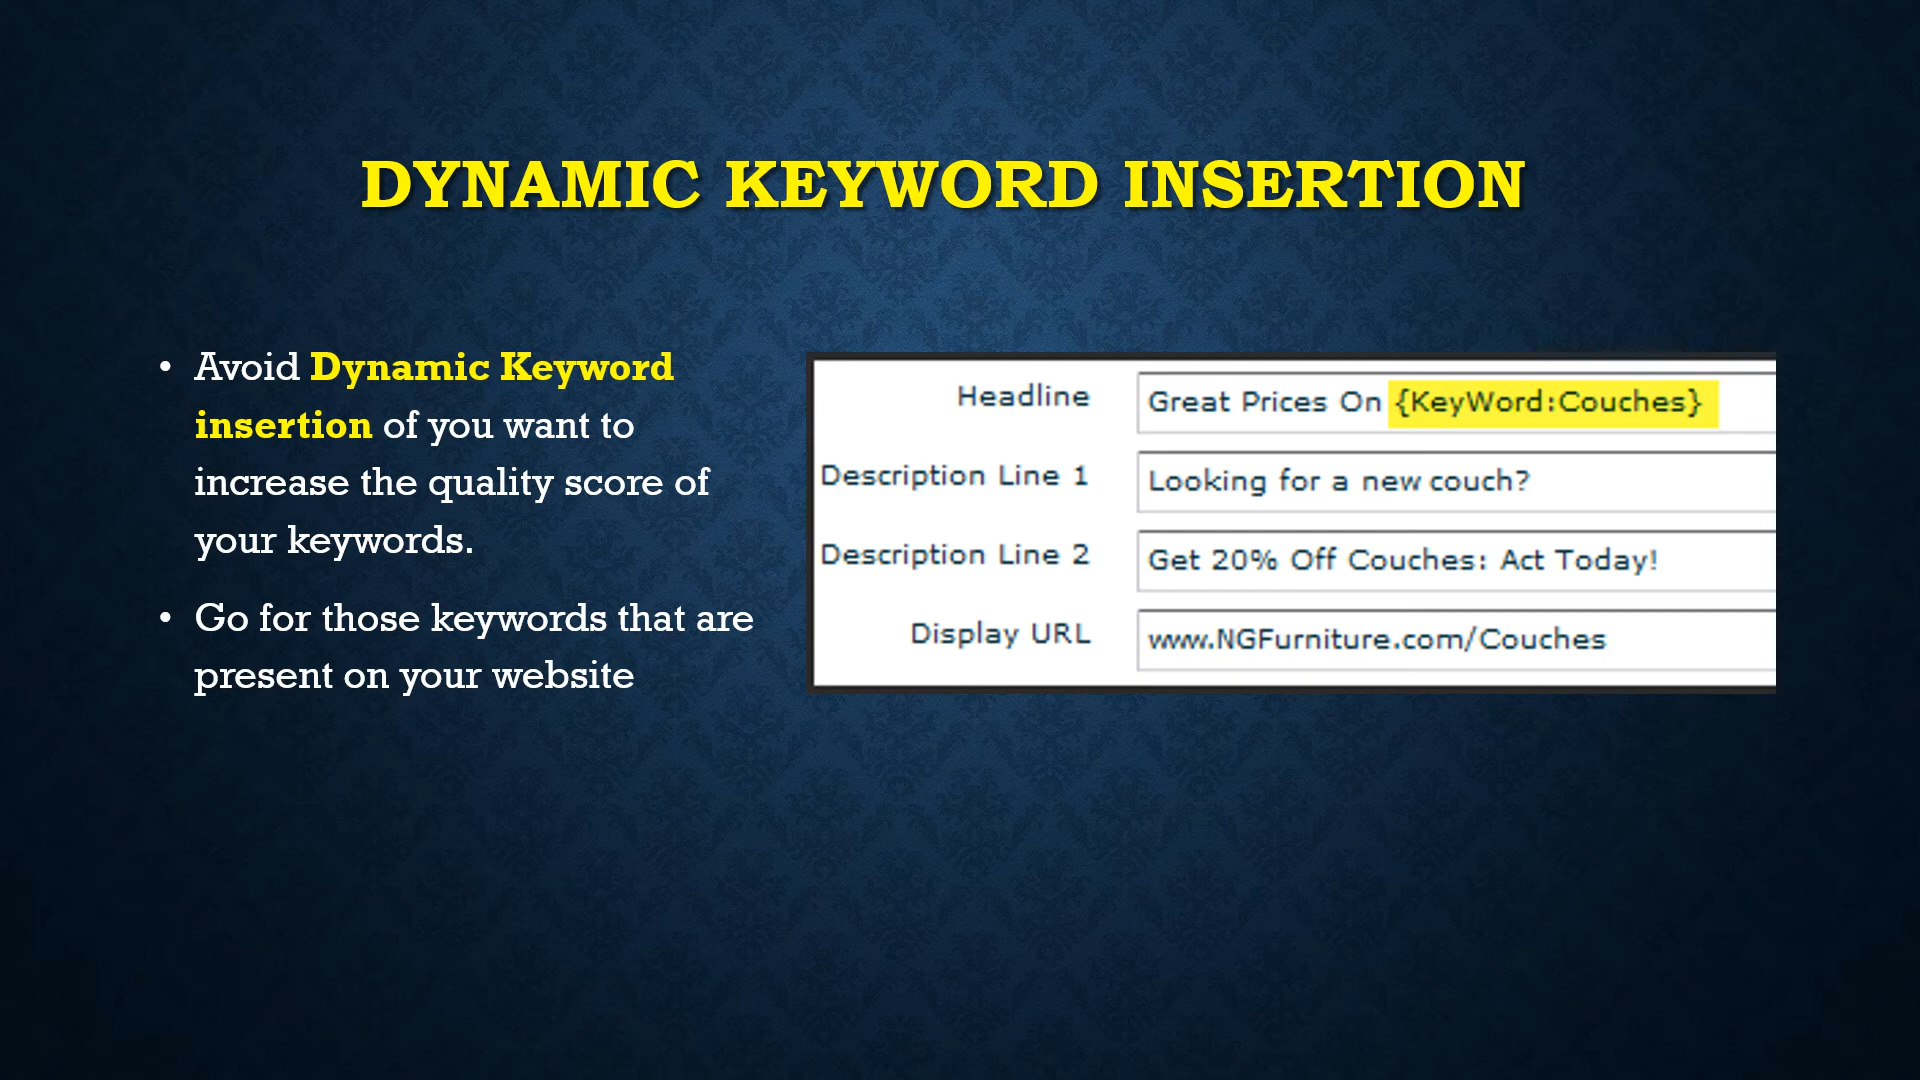 DYNAMIC KEYWORD INSERTION
• Avoid Dynamic Keyword
insertion of you want to
increase the quality score of
your keywords.
• Go for those keywords that are
present on your website
Headline Great Prices On {KeyWord:Couches}
Description Line 1 Looking for a new couch?
Description Line 2 Get 20% Off Couches: Act Today!
Display URL www.NGFurniture.com/Couches